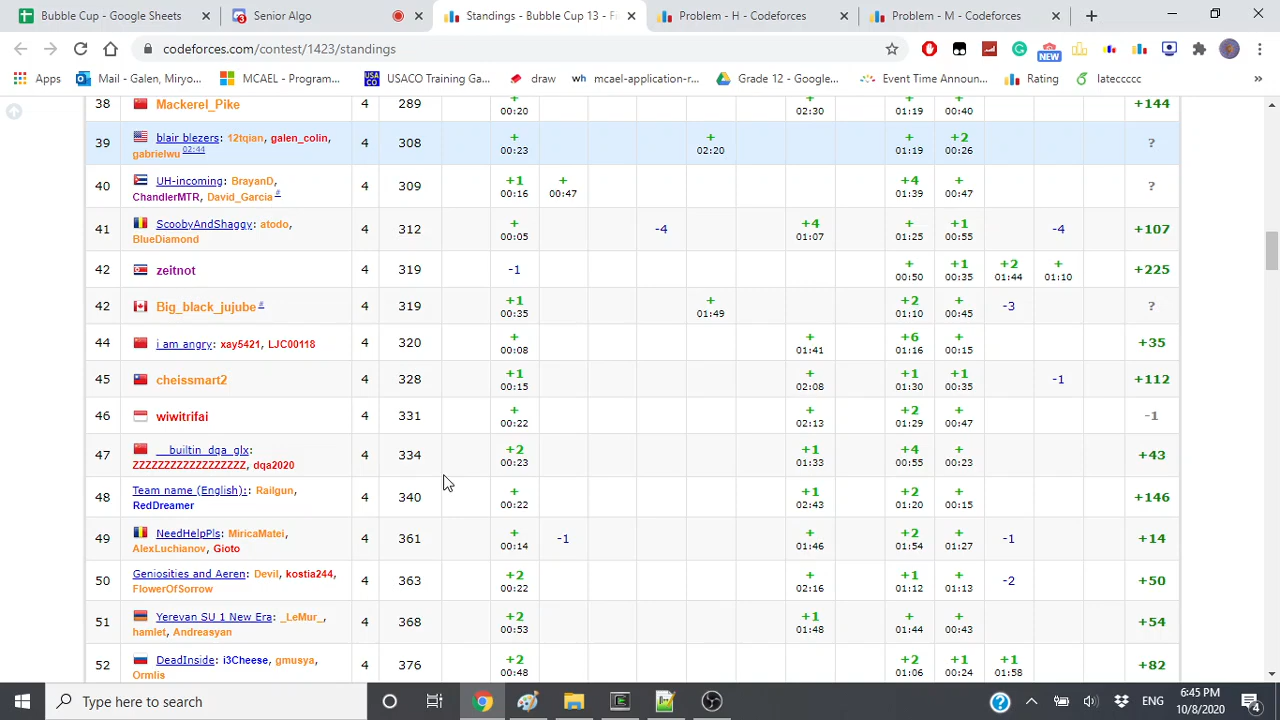 Bubble Cup - Google Sheets
Senior Algo
Standings - Bubble Cup 13 - Fi
Problem - H - Codeforces
Problem - M - Codeforces
codeforces.com/contest/1423/standings
NEW
Apps
Mail - Galen, Miryo...
MCAEL - Program...
USACO Training Ga...
draw
wh mcael-application-r...
Grade 12 - Google...
Event Time Announ...
Rating
lateccccc
»
38 Mackerel_Pike 4 289 + 00:20 + 02:30 + 01:19 + 00:40 +144
39 blair blezers: 12tqian, galen_colin, gabrielwu 02:44 4 308 + 00:23 + 02:20 + 01:19 +2 00:26 ?
40 UH-incoming: BrayanD, ChandlerMTR, David_Garcia # 4 309 +1 00:16 + 00:47 +4 01:39 + 00:47 ?
41 ScoobyAndShaggy: atodo, BlueDiamond 4 312 + 00:05 -4 +4 01:07 + 01:25 +1 00:55 -4 +107
42 zeitnot 4 319 -1 + 00:50 +1 00:35 +2 01:44 + 01:10 +225
42 Big_black_jujube # 4 319 +1 00:35 + 01:49 +2 01:10 + 00:45 -3 ?
44 i am angry: xay5421, LJC00118 4 320 + 00:08 + 01:41 +6 01:16 + 00:15 +35
45 cheissmart2 4 328 +1 00:15 + 02:08 +1 01:30 +1 00:35 -1 +112
46 wiwitrifai 4 331 + 00:22 + 02:13 +2 01:29 + 00:47 -1
47 __builtin_dqa_glx: ZZZZZZZZZZZZZZZZZZ, dqa2020 4 334 +2 00:23 +1 01:33 +4 00:55 + 00:23 +43
48 Team name (English):: Railgun, RedDreamer 4 340 + 00:22 +1 02:43 +2 01:20 + 00:15 +146
49 NeedHelpPls: MiricaMatei, AlexLuchianov, Gioto 4 361 + 00:14 -1 + 01:46 +2 01:54 + 01:27 -1 +14
50 Geniosities and Aeren: Devil, kostia244, FlowerOfSorrow 4 363 +2 00:22 + 02:16 +1 01:12 + 01:13 -2 +50
51 Yerevan SU 1 New Era: _LeMur_, hamlet, Andreasyan 4 368 +2 00:53 +1 01:48 + 01:44 + 00:43 +54
52 DeadInside: i3Cheese, gmusya, Ormlis 4 376 +2 00:48 +2 01:06 +1 00:24 +1 01:58 +82
Type here to search
ENG
6:45 PM
10/8/2020
4